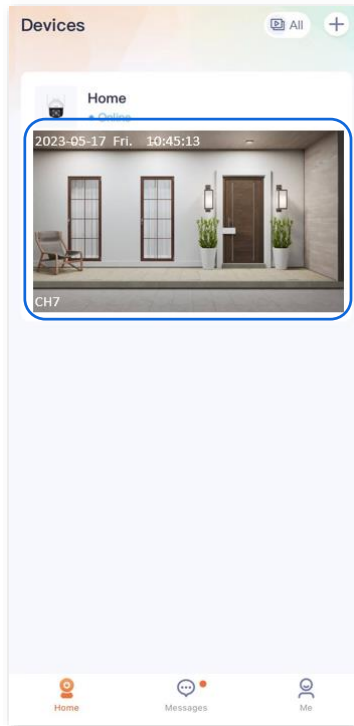 Devices
All
Home
Online
2023-05-17 Fri. 10:45:13
CH7
Home
Messages
Me